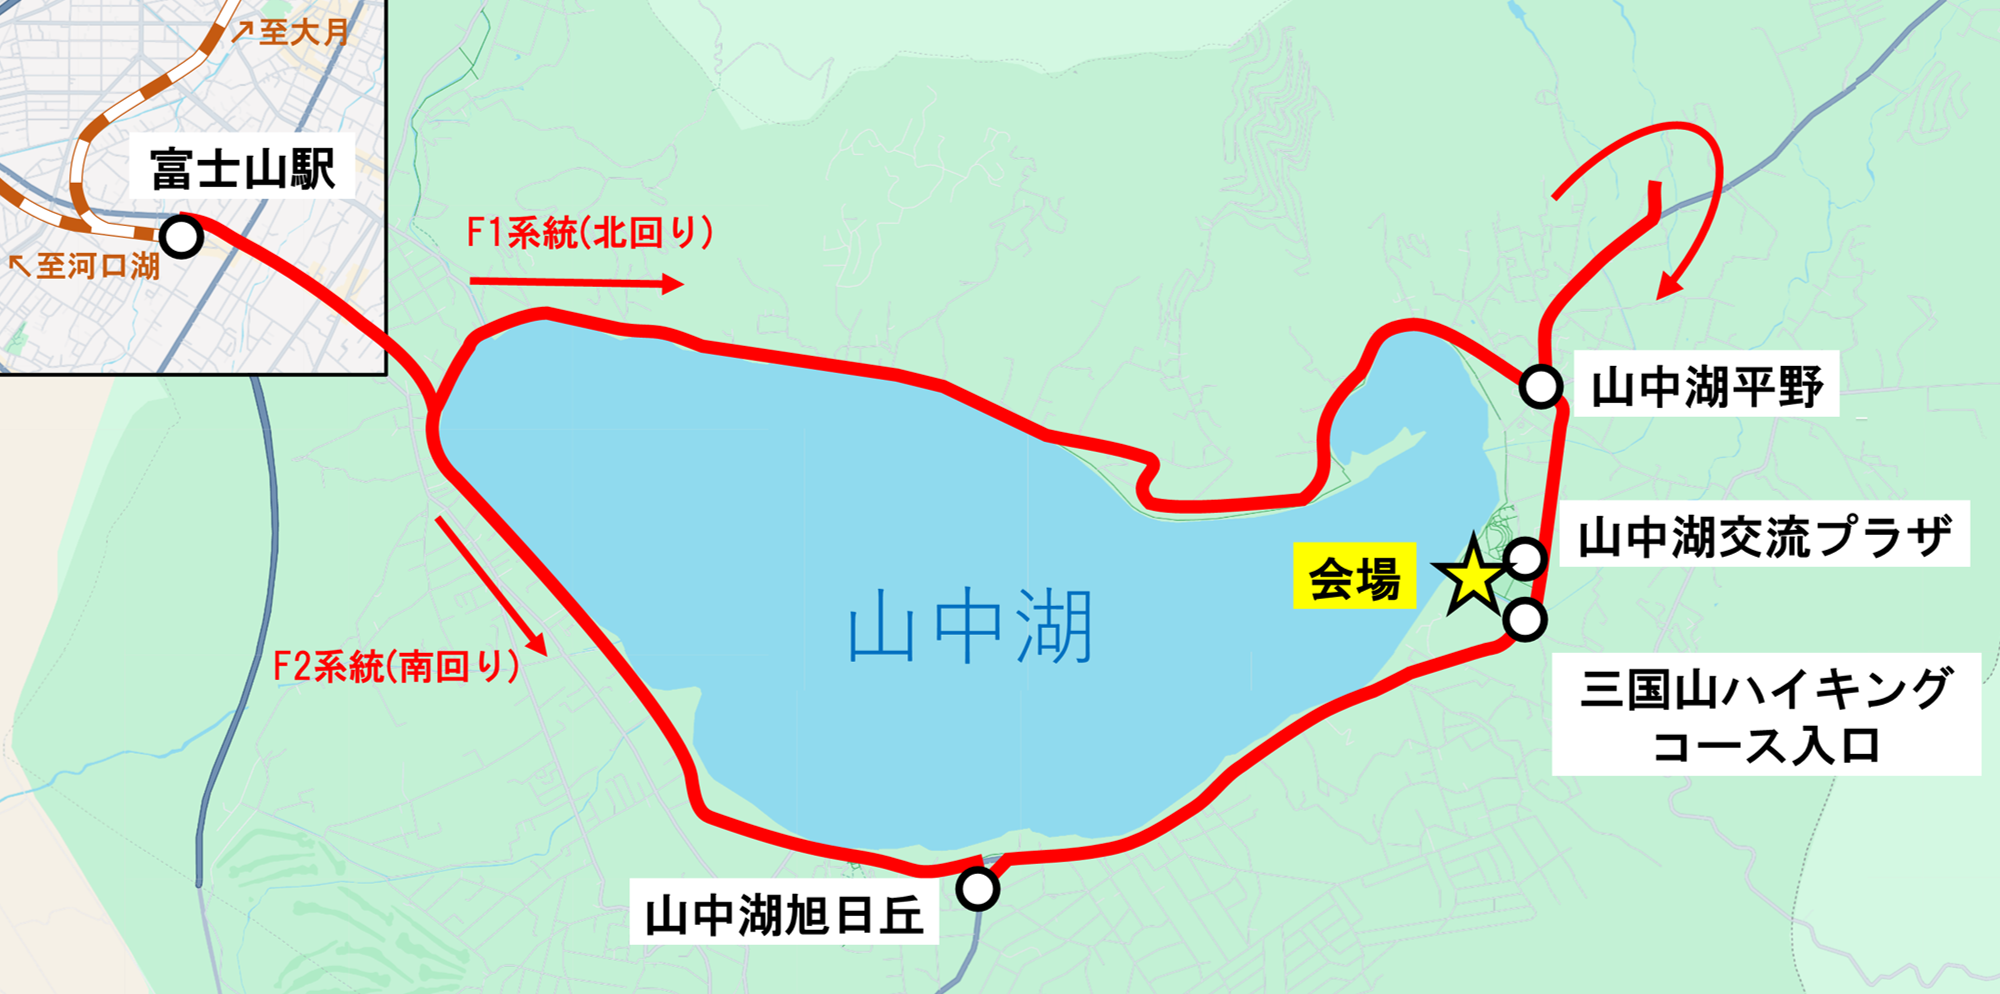 ↗至大月
富士山駅
↖至河口湖
F1系統(北回り)
山中湖平野
山中湖交流プラザ
会場
山中湖
F2系統(南回り)
三国山ハイキング
コース入口
山中湖旭日丘